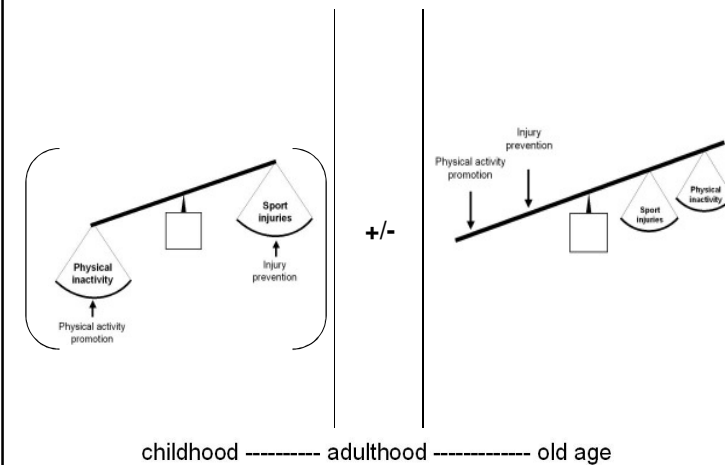 Physical
inactivity
Physical activity
promotion
Sport
injuries
Injury
prevention
+/-
Physical activity
promotion
Injury
prevention
Sport
injuries
Physical
inactivity
childhood ---------- adulthood ------------- old age